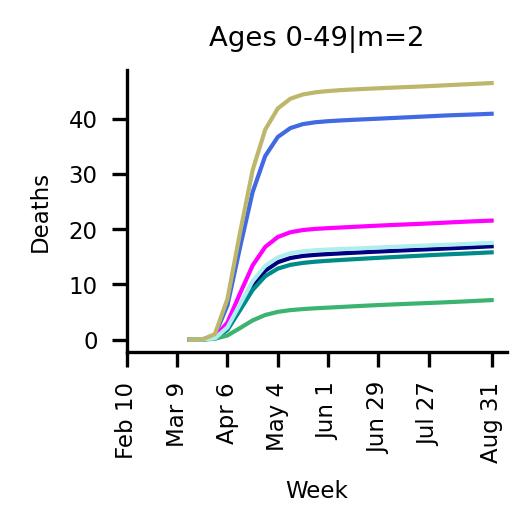 Ages 0-49|m=2
Deaths
40
30
20
10
0
Feb 10
Mar 9
Apr 6
May 4
Jun 1
Jun 29
Jul 27
Aug 31
Week